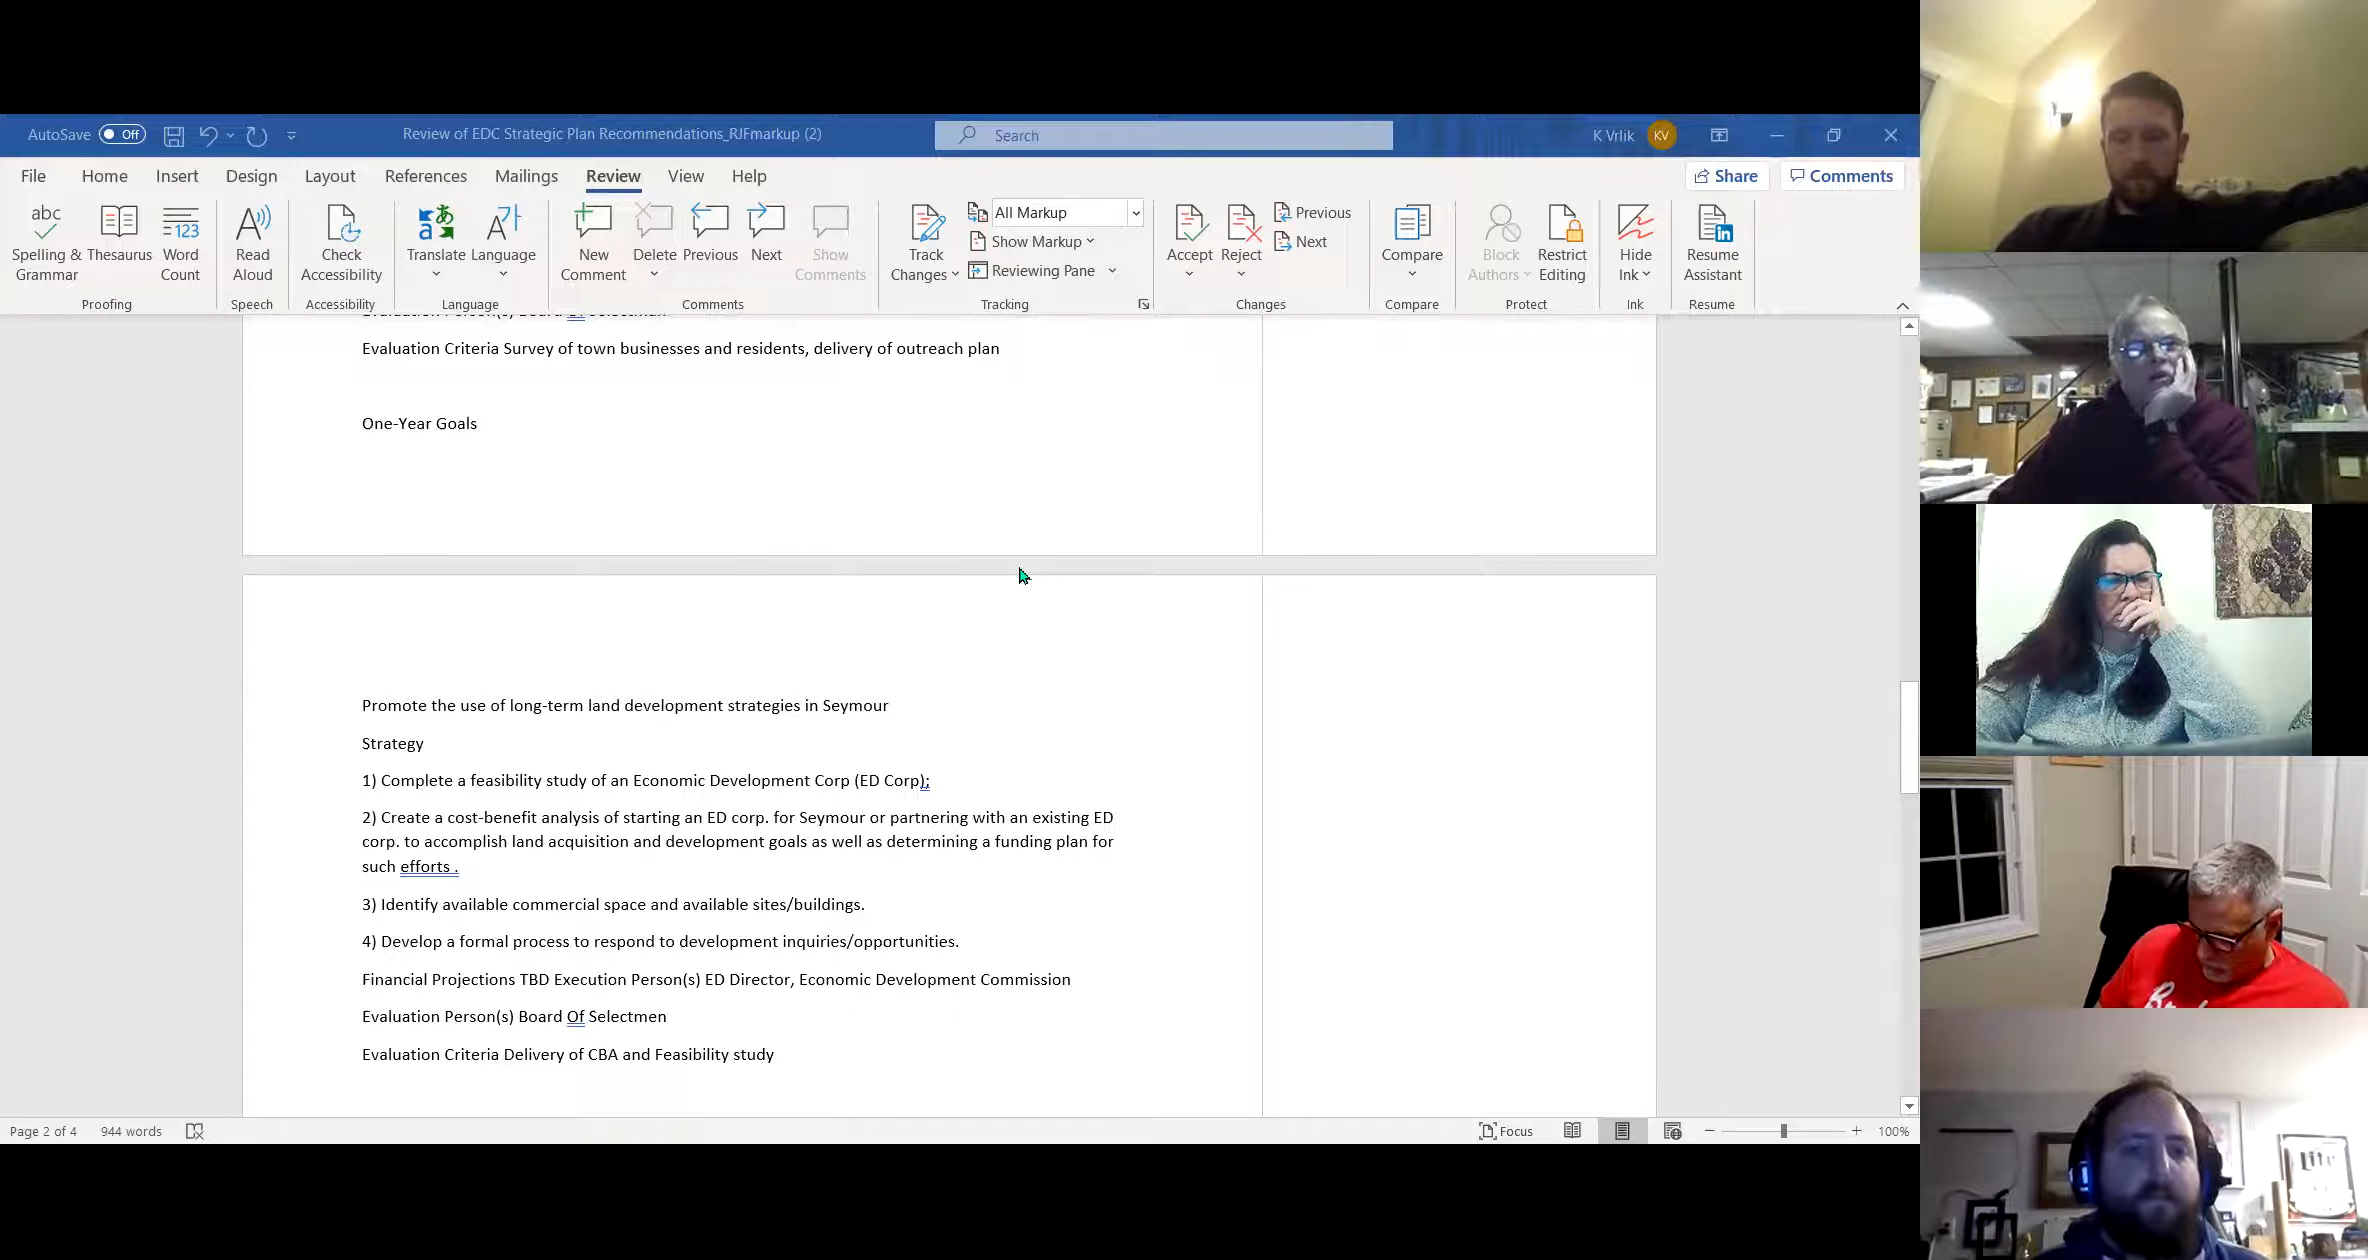 AutoSave Off
Review of EDC Strategic Plan Recommendations_RJFmarkup (2)
Search
K Vrlik KV
File Home Insert Design Layout References Mailings Review View Help
Share Comments
abc
Spelling & Grammar
Thesaurus
123
Word Count
Proofing
Read Aloud
Speech
Check Accessibility
Accessibility
Translate
Language
Language
New Comment
Delete
Previous
Next
Show Comments
Comments
Track Changes
All Markup
Show Markup
Reviewing Pane
Tracking
Accept
Reject
Previous
Next
Changes
Compare
Compare
Block Authors
Restrict Editing
Protect
Hide Ink
Ink
Resume Assistant
Resume
Evaluation Person(s) Board Of Selectman
Evaluation Criteria Survey of town businesses and residents, delivery of outreach plan
One-Year Goals
Promote the use of long-term land development strategies in Seymour
Strategy
1) Complete a feasibility study of an Economic Development Corp (ED Corp);
2) Create a cost-benefit analysis of starting an ED corp. for Seymour or partnering with an existing ED
corp. to accomplish land acquisition and development goals as well as determining a funding plan for
such efforts .
3) Identify available commercial space and available sites/buildings.
4) Develop a formal process to respond to development inquiries/opportunities.
Financial Projections TBD Execution Person(s) ED Director, Economic Development Commission
Evaluation Person(s) Board Of Selectmen
Evaluation Criteria Delivery of CBA and Feasibility study
Page 2 of 4 944 words
Focus
100%